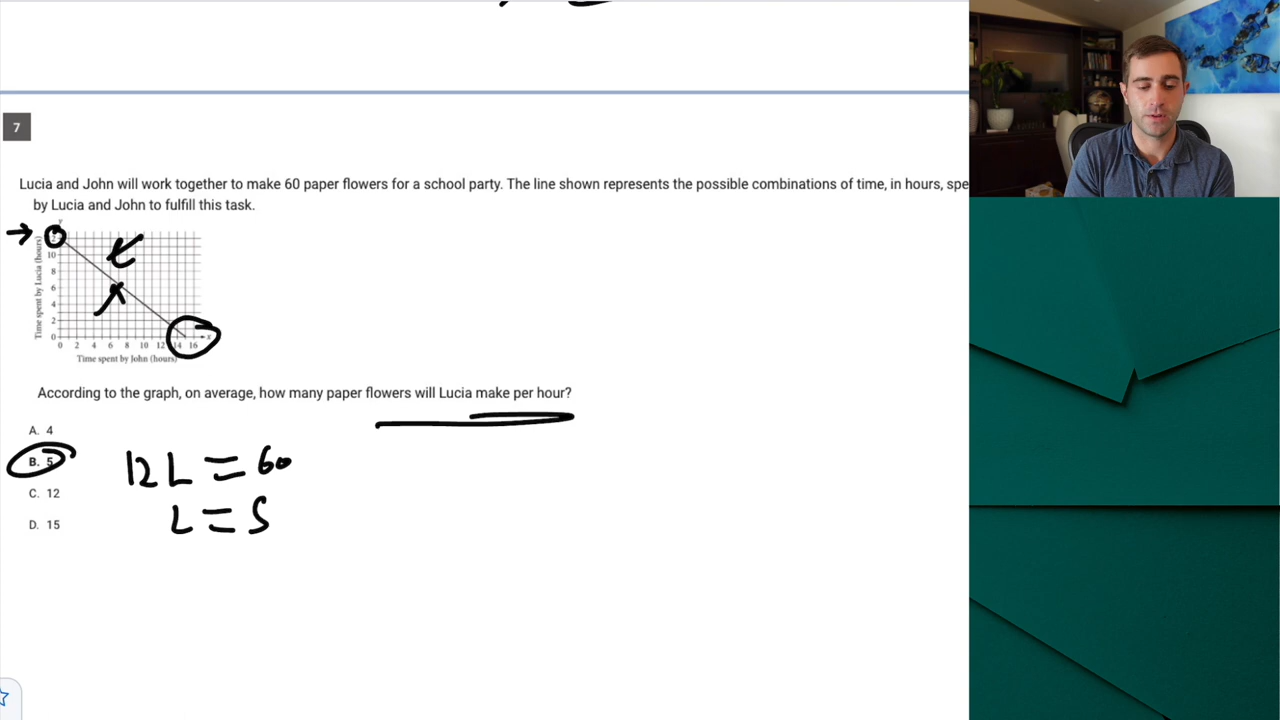 7
Lucia and John will work together to make 60 paper flowers for a school party. The line shown represents the possible combinations of time, in hours, spe
by Lucia and John to fulfill this task.
y
10
8
6
4
2
0
Time spent by Lucia (hours)
0 2 4 6 8 10 12 14 16 x
Time spent by John (hours)
According to the graph, on average, how many paper flowers will Lucia make per hour?
A. 4
B. 5
C. 12
D. 15
12 L = 60
L = 5